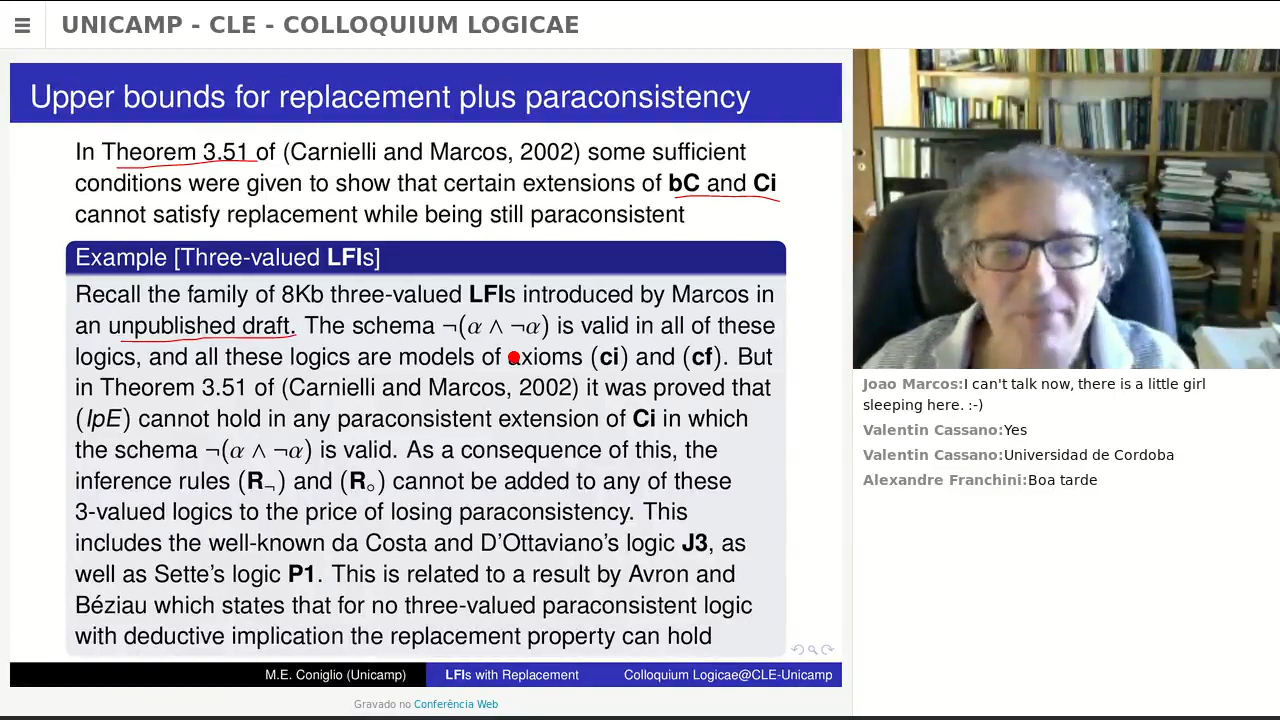 ☰ UNICAMP - CLE - COLLOQUIUM LOGICAE
Upper bounds for replacement plus paraconsistency
In Theorem 3.51 of (Carnielli and Marcos, 2002) some sufficient
conditions were given to show that certain extensions of bC and Ci
cannot satisfy replacement while being still paraconsistent
Example [Three-valued LFIs]
Recall the family of 8Kb three-valued LFIs introduced by Marcos in
an unpublished draft. The schema ¬(α ∧ ¬α) is valid in all of these
logics, and all these logics are models of axioms (ci) and (cf). But
in Theorem 3.51 of (Carnielli and Marcos, 2002) it was proved that
(IpE) cannot hold in any paraconsistent extension of Ci in which
the schema ¬(α ∧ ¬α) is valid. As a consequence of this, the
inference rules (R¬) and (R∘) cannot be added to any of these
3-valued logics to the price of losing paraconsistency. This
includes the well-known da Costa and D'Ottaviano's logic J3, as
well as Sette's logic P1. This is related to a result by Avron and
Béziau which states that for no three-valued paraconsistent logic
with deductive implication the replacement property can hold
M.E. Coniglio (Unicamp) LFIs with Replacement Colloquium Logicae@CLE-Unicamp
Gravado no Conferência Web
Joao Marcos:I can't talk now, there is a little girl
sleeping here. :-)
Valentin Cassano:Yes
Valentin Cassano:Universidad de Cordoba
Alexandre Franchini:Boa tarde